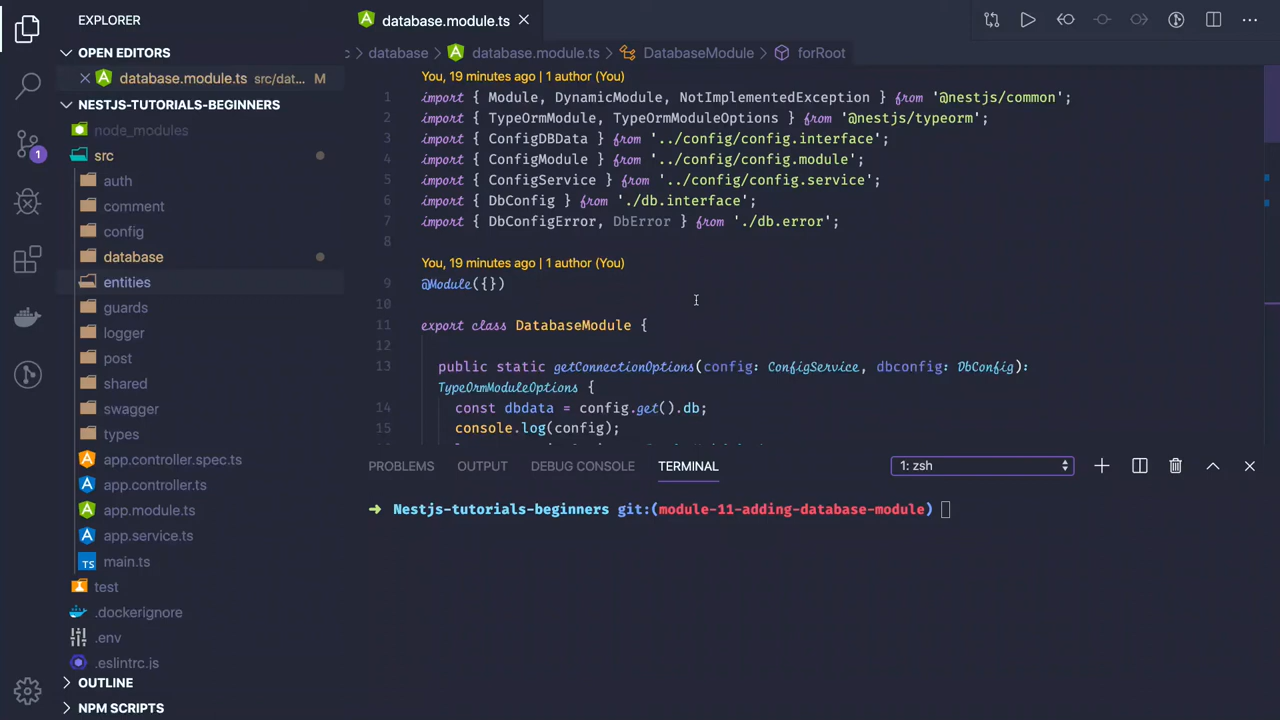 EXPLORER
OPEN EDITORS
database.module.ts src/dat... M
NESTJS-TUTORIALS-BEGINNERS
node_modules
src
auth
comment
config
database
entities
guards
logger
post
shared
swagger
types
app.controller.spec.ts
app.controller.ts
app.module.ts
app.service.ts
TS main.ts
test
.dockerignore
.env
.eslintrc.js
OUTLINE
NPM SCRIPTS
1
database.module.ts
c > database > database.module.ts > DatabaseModule > forRoot
You, 19 minutes ago | 1 author (You)
1 import { Module, DynamicModule, NotImplementedException } from '@nestjs/common';
2 import { TypeOrmModule, TypeOrmModuleOptions } from '@nestjs/typeorm';
3 import { ConfigDBData } from '../config/config.interface';
4 import { ConfigModule } from '../config/config.module';
5 import { ConfigService } from '../config/config.service';
6 import { DbConfig } from './db.interface';
7 import { DbConfigError, DbError } from './db.error';
8
You, 19 minutes ago | 1 author (You)
9 @Module({})
10
11 export class DatabaseModule {
12
13 public static getConnectionOptions(config: ConfigService, dbconfig: DbConfig):
TypeOrmModuleOptions {
14 const dbdata = config.get().db;
15 console.log(config);
PROBLEMS OUTPUT DEBUG CONSOLE TERMINAL 1: zsh
➜ Nestjs-tutorials-beginners git:(module-11-adding-database-module)